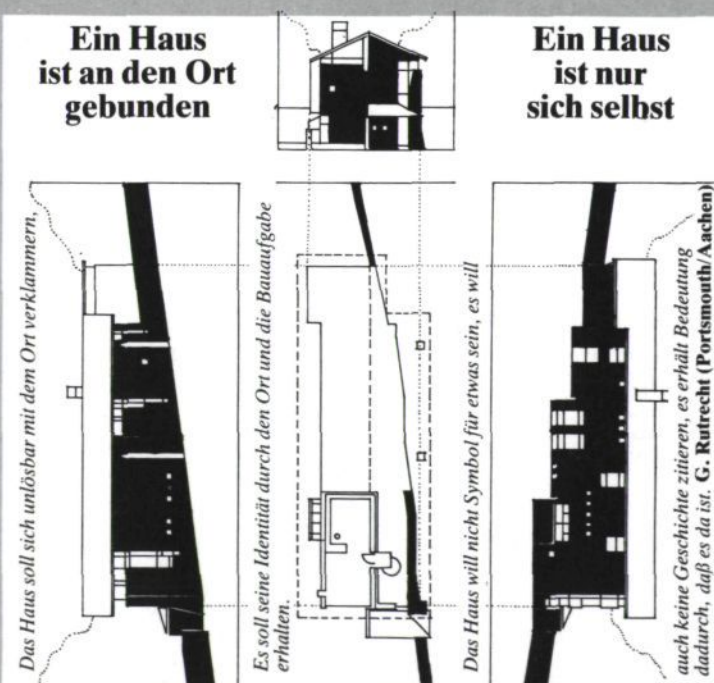 Ein Haus
ist an den Ort
gebunden
Ein Haus
ist nur
sich selbst
Das Haus soll sich unlösbar mit dem Ort verklammern,
Es soll seine Identität durch den Ort und die Bauaufgabe
erhalten.
Das Haus will nicht Symbol für etwas sein, es will
auch keine Geschichte zitieren, es erhält Bedeutung
dadurch, daß es da ist. G. Rutrecht (Portsmouth/Aachen)